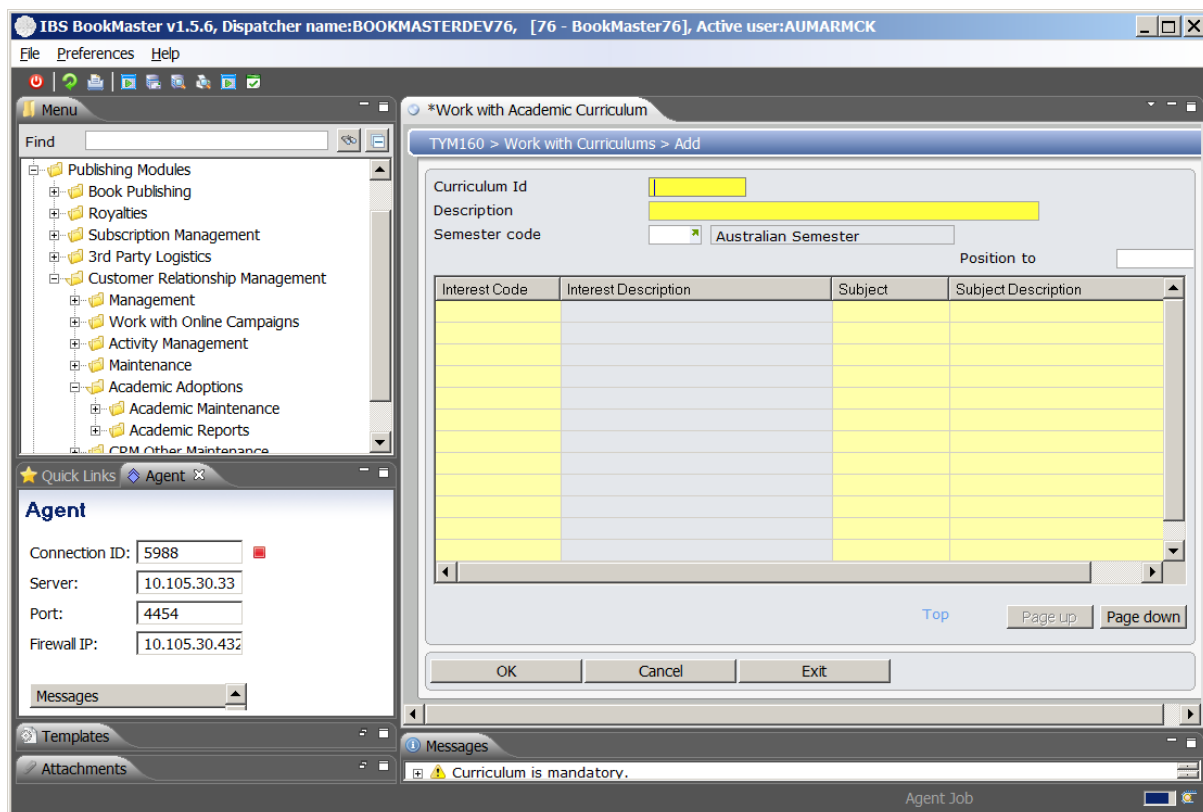 IBS BookMaster v1.5.6, Dispatcher name:BOOKMASTERDEV76, [76 - BookMaster76], Active user:AUMARMCK
File Preferences Help
Menu
Find
Publishing Modules
Book Publishing
Royalties
Subscription Management
3rd Party Logistics
Customer Relationship Management
Management
Work with Online Campaigns
Activity Management
Maintenance
Academic Adoptions
Academic Maintenance
Academic Reports
CRM Other Maintenance
Quick Links Agent
Agent
Connection ID: 5988
Server: 10.105.30.33
Port: 4454
Firewall IP: 10.105.30.432
Messages
Templates
Attachments
*Work with Academic Curriculum
TYM160 > Work with Curriculums > Add
Curriculum Id
Description
Semester code Australian Semester
Position to
Interest Code Interest Description Subject Subject Description
Top Page up Page down
OK Cancel Exit
Messages
Curriculum is mandatory.
Agent Job